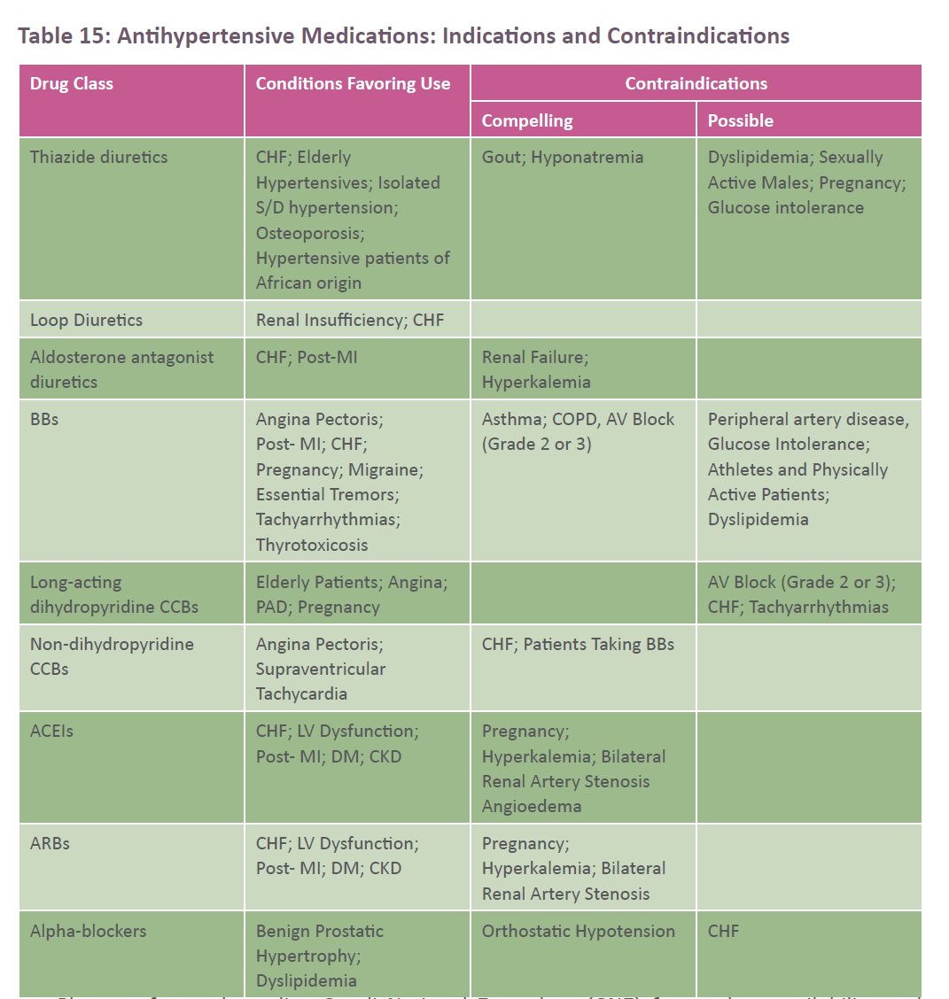 Table 15: Antihypertensive Medications: Indications and Contraindications
Drug Class
Conditions Favoring Use
Contraindications
Compelling
Possible
Thiazide diuretics
CHF; Elderly
Hypertensives; Isolated
S/D hypertension;
Osteoporosis;
Hypertensive patients of
African origin
Gout; Hyponatremia
Dyslipidemia; Sexually
Active Males; Pregnancy;
Glucose intolerance
Loop Diuretics
Renal Insufficiency; CHF
Aldosterone antagonist
diuretics
CHF; Post-MI
Renal Failure;
Hyperkalemia
BBs
Angina Pectoris;
Post- MI; CHF;
Pregnancy; Migraine;
Essential Tremors;
Tachyarrhythmias;
Thyrotoxicosis
Asthma; COPD, AV Block
(Grade 2 or 3)
Peripheral artery disease,
Glucose Intolerance;
Athletes and Physically
Active Patients;
Dyslipidemia
Long-acting
dihydropyridine CCBs
Elderly Patients; Angina;
PAD; Pregnancy
AV Block (Grade 2 or 3);
CHF; Tachyarrhythmias
Non-dihydropyridine
CCBs
Angina Pectoris;
Supraventricular
Tachycardia
CHF; Patients Taking BBs
ACEIs
CHF; LV Dysfunction;
Post- MI; DM; CKD
Pregnancy;
Hyperkalemia; Bilateral
Renal Artery Stenosis
Angioedema
ARBs
CHF; LV Dysfunction;
Post- MI; DM; CKD
Pregnancy;
Hyperkalemia; Bilateral
Renal Artery Stenosis
Alpha-blockers
Benign Prostatic
Hypertrophy;
Dyslipidemia
Orthostatic Hypotension
CHF